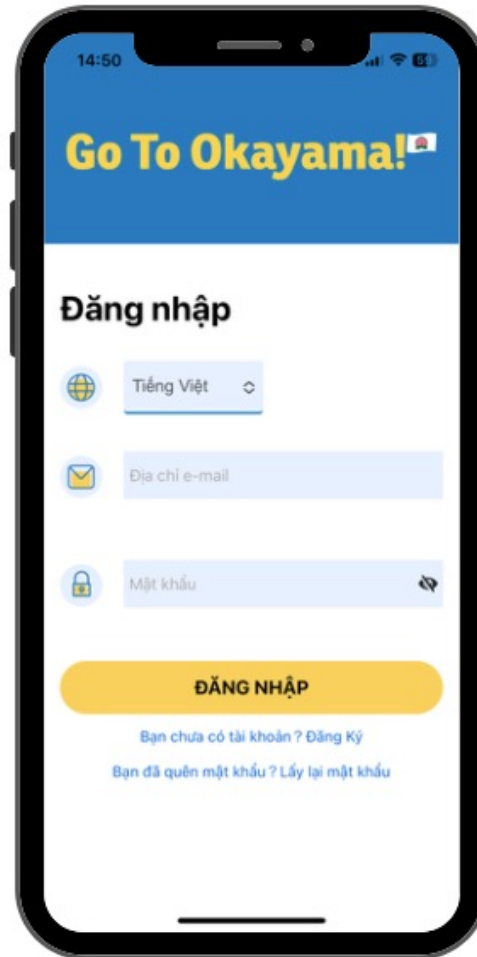 14:50
Go To Okayama!
Đăng nhập
Tiếng Việt
Địa chỉ e-mail
Mật khẩu
ĐĂNG NHẬP
Bạn chưa có tài khoản ? Đăng Ký
Bạn đã quên mật khẩu ? Lấy lại mật khẩu